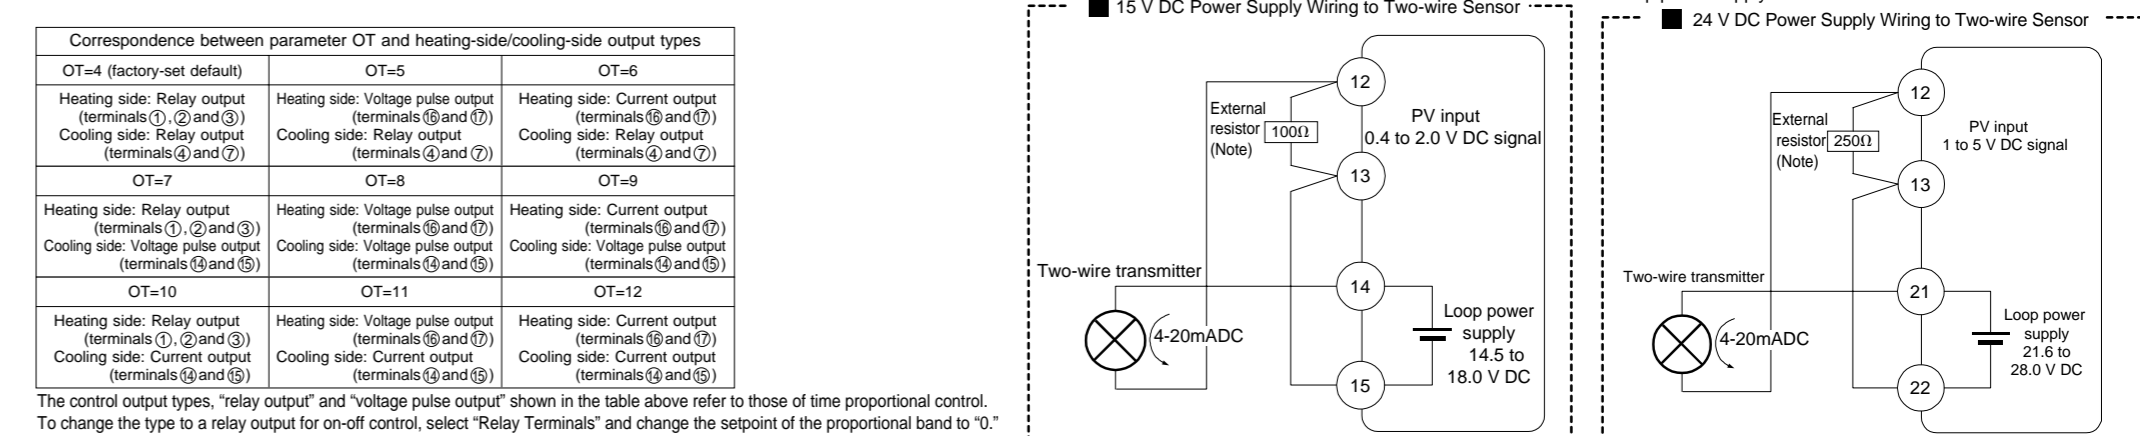 Correspondence between parameter OT and heating-side/cooling-side output types
OT=4 (factory-set default) OT=5 OT=6
Heating side: Relay output
(terminals ①, ② and ③)
Cooling side: Relay output
(terminals ④ and ⑦)
Heating side: Voltage pulse output
(terminals ⑯ and ⑰)
Cooling side: Relay output
(terminals ④ and ⑦)
Heating side: Current output
(terminals ⑯ and ⑰)
Cooling side: Relay output
(terminals ④ and ⑦)
OT=7 OT=8 OT=9
Heating side: Relay output
(terminals ①, ② and ③)
Cooling side: Voltage pulse output
(terminals ⑭ and ⑮)
Heating side: Voltage pulse output
(terminals ⑯ and ⑰)
Cooling side: Voltage pulse output
(terminals ⑭ and ⑮)
Heating side: Current output
(terminals ⑯ and ⑰)
Cooling side: Voltage pulse output
(terminals ⑭ and ⑮)
OT=10 OT=11 OT=12
Heating side: Relay output
(terminals ①, ② and ③)
Cooling side: Current output
(terminals ⑭ and ⑮)
Heating side: Voltage pulse output
(terminals ⑯ and ⑰)
Cooling side: Current output
(terminals ⑭ and ⑮)
Heating side: Current output
(terminals ⑯ and ⑰)
Cooling side: Current output
(terminals ⑭ and ⑮)
The control output types, “relay output” and “voltage pulse output” shown in the table above refer to those of time proportional control.
To change the type to a relay output for on-off control, select “Relay Terminals” and change the setpoint of the proportional band to “0.”
■ 15 V DC Power Supply Wiring to Two-wire Sensor
12
External
resistor
(Note)
100Ω
PV input
0.4 to 2.0 V DC signal
13
Two-wire transmitter
14
4-20mADC
Loop power
supply
14.5 to
18.0 V DC
15
■ 24 V DC Power Supply Wiring to Two-wire Sensor
12
External
resistor
(Note)
250Ω
PV input
1 to 5 V DC signal
13
Two-wire transmitter
21
4-20mADC
Loop power
supply
21.6 to
28.0 V DC
22